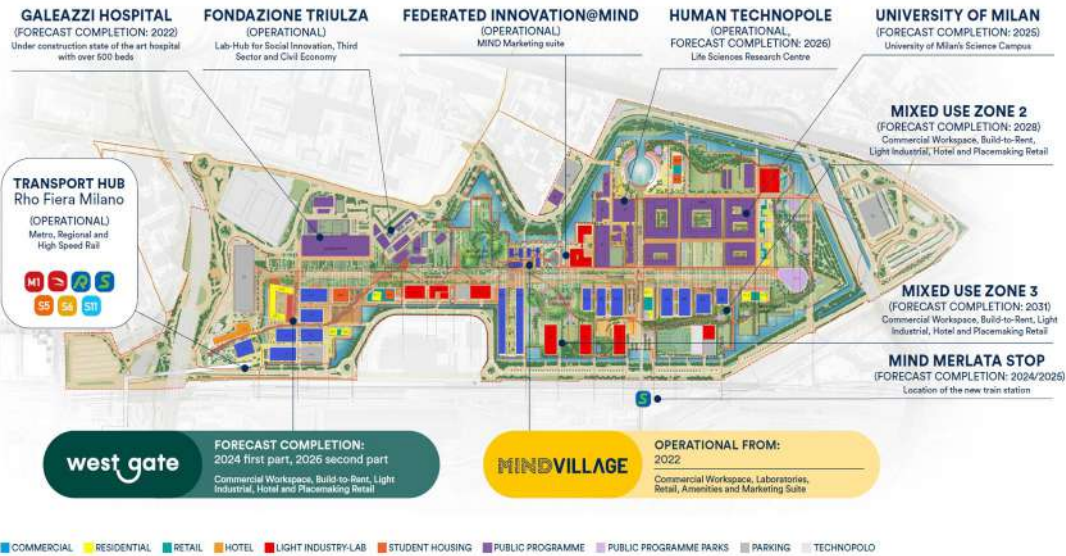 GALEAZZI HOSPITAL
(FORECAST COMPLETION: 2022)
Under construction state of the art hospital
with over 500 beds
FONDAZIONE TRIULZA
(OPERATIONAL)
Lab-Hub for Social Innovation, Third
Sector and Civil Economy
FEDERATED INNOVATION@MIND
(OPERATIONAL)
MIND Marketing suite
HUMAN TECHNOPOLE
(OPERATIONAL,
FORECAST COMPLETION: 2026)
Life Sciences Research Centre
UNIVERSITY OF MILAN
(FORECAST COMPLETION: 2025)
University of Milan's Science Campus
MIXED USE ZONE 2
(FORECAST COMPLETION: 2028)
Commercial Workspace, Build-to-Rent,
Light Industrial, Hotel and Placemaking Retail
TRANSPORT HUB
Rho Fiera Milano
(OPERATIONAL)
Metro, Regional and
High Speed Rail
M1 R S
S5 S6 S11
MIXED USE ZONE 3
(FORECAST COMPLETION: 2031)
Commercial Workspace, Build-to-Rent, Light
Industrial, Hotel and Placemaking Retail
MIND MERLATA STOP
(FORECAST COMPLETION: 2024/2025)
Location of the new train station
S
west gate
FORECAST COMPLETION:
2024 first part, 2026 second part
Commercial Workspace, Build-to-Rent, Light
Industrial, Hotel and Placemaking Retail
MINDVILLAGE
OPERATIONAL FROM:
2022
Commercial Workspace, Laboratories,
Retail, Amenities and Marketing Suite
COMMERCIAL RESIDENTIAL RETAIL HOTEL LIGHT INDUSTRY-LAB STUDENT HOUSING PUBLIC PROGRAMME PUBLIC PROGRAMME PARKS PARKING TECHNOPOLO